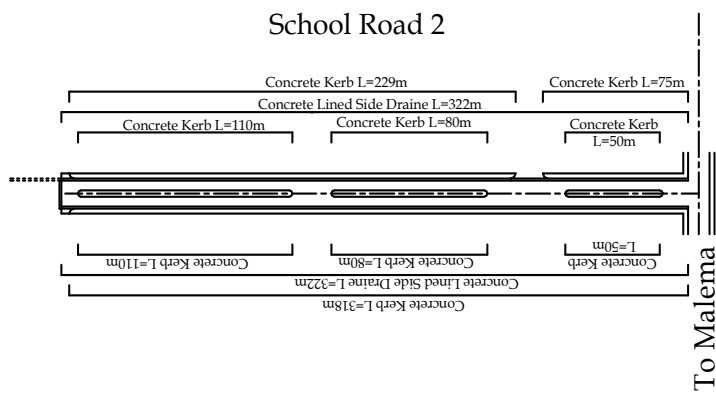 School Road 2
Concrete Kerb L=229m
Concrete Kerb L=75m
Concrete Lined Side Draine L=322m
Concrete Kerb L=110m
Concrete Kerb L=80m
Concrete Kerb
L=50m
Concrete Kerb L=110m
Concrete Kerb L=80m
Concrete Kerb
L=50m
Concrete Lined Side Draine L=322m
Concrete Kerb L=318m
To Malema